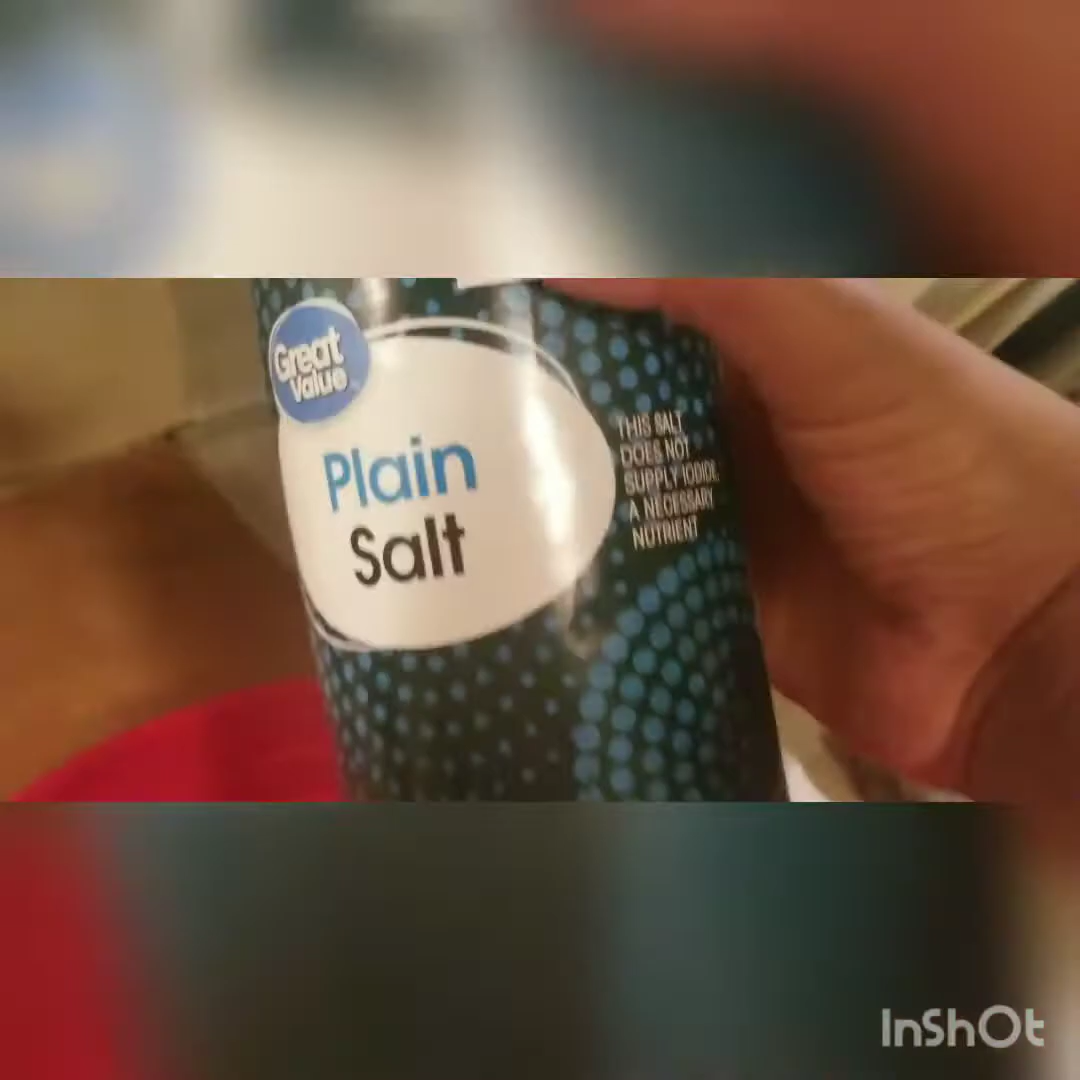 Great
Value
Plain
Salt
THIS SALT
DOES NOT
SUPPLY IODIDE,
A NECESSARY
NUTRIENT
InShOt